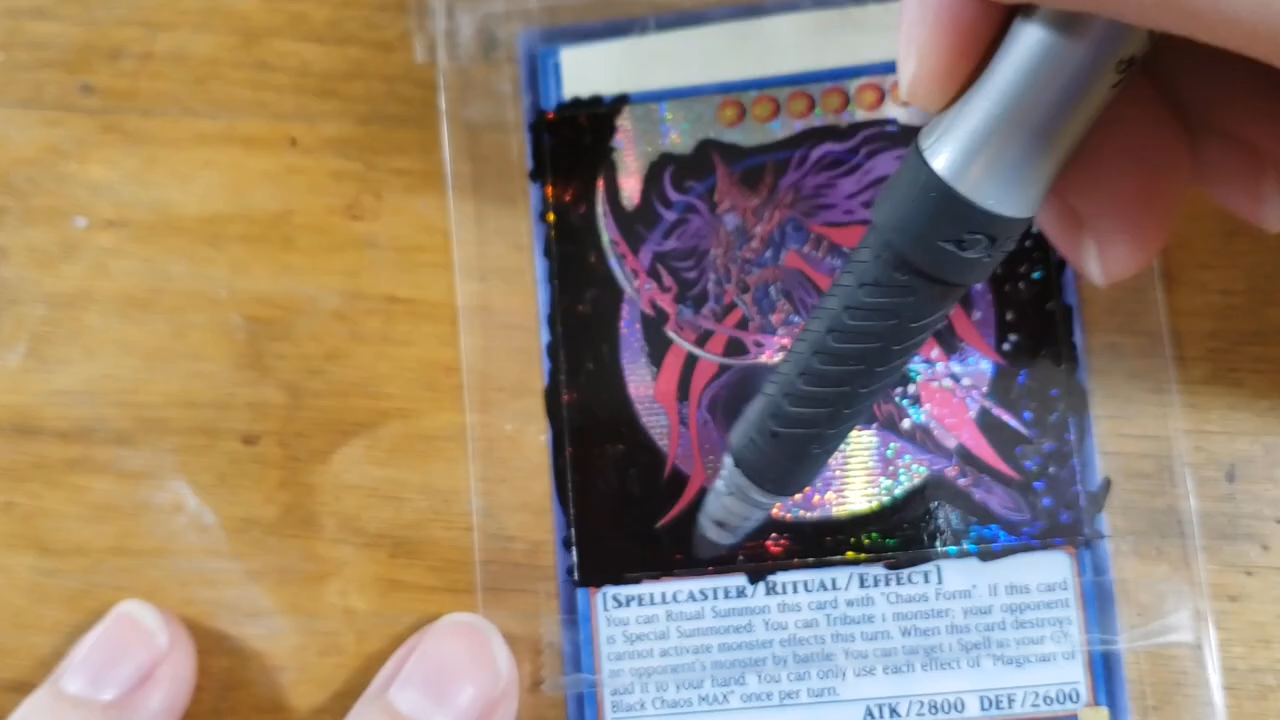 [SPELLCASTER/RITUAL/EFFECT]
You can Ritual Summon this card with "Chaos Form". If this card
is Special Summoned: You can Tribute 1 monster; your opponent
cannot activate monster effects this turn. When this card destroys
an opponent's monster by battle: You can target 1 Spell in your GY;
add it to your hand. You can only use each effect of "Magician of
Black Chaos MAX" once per turn.
ATK/2800 DEF/2600